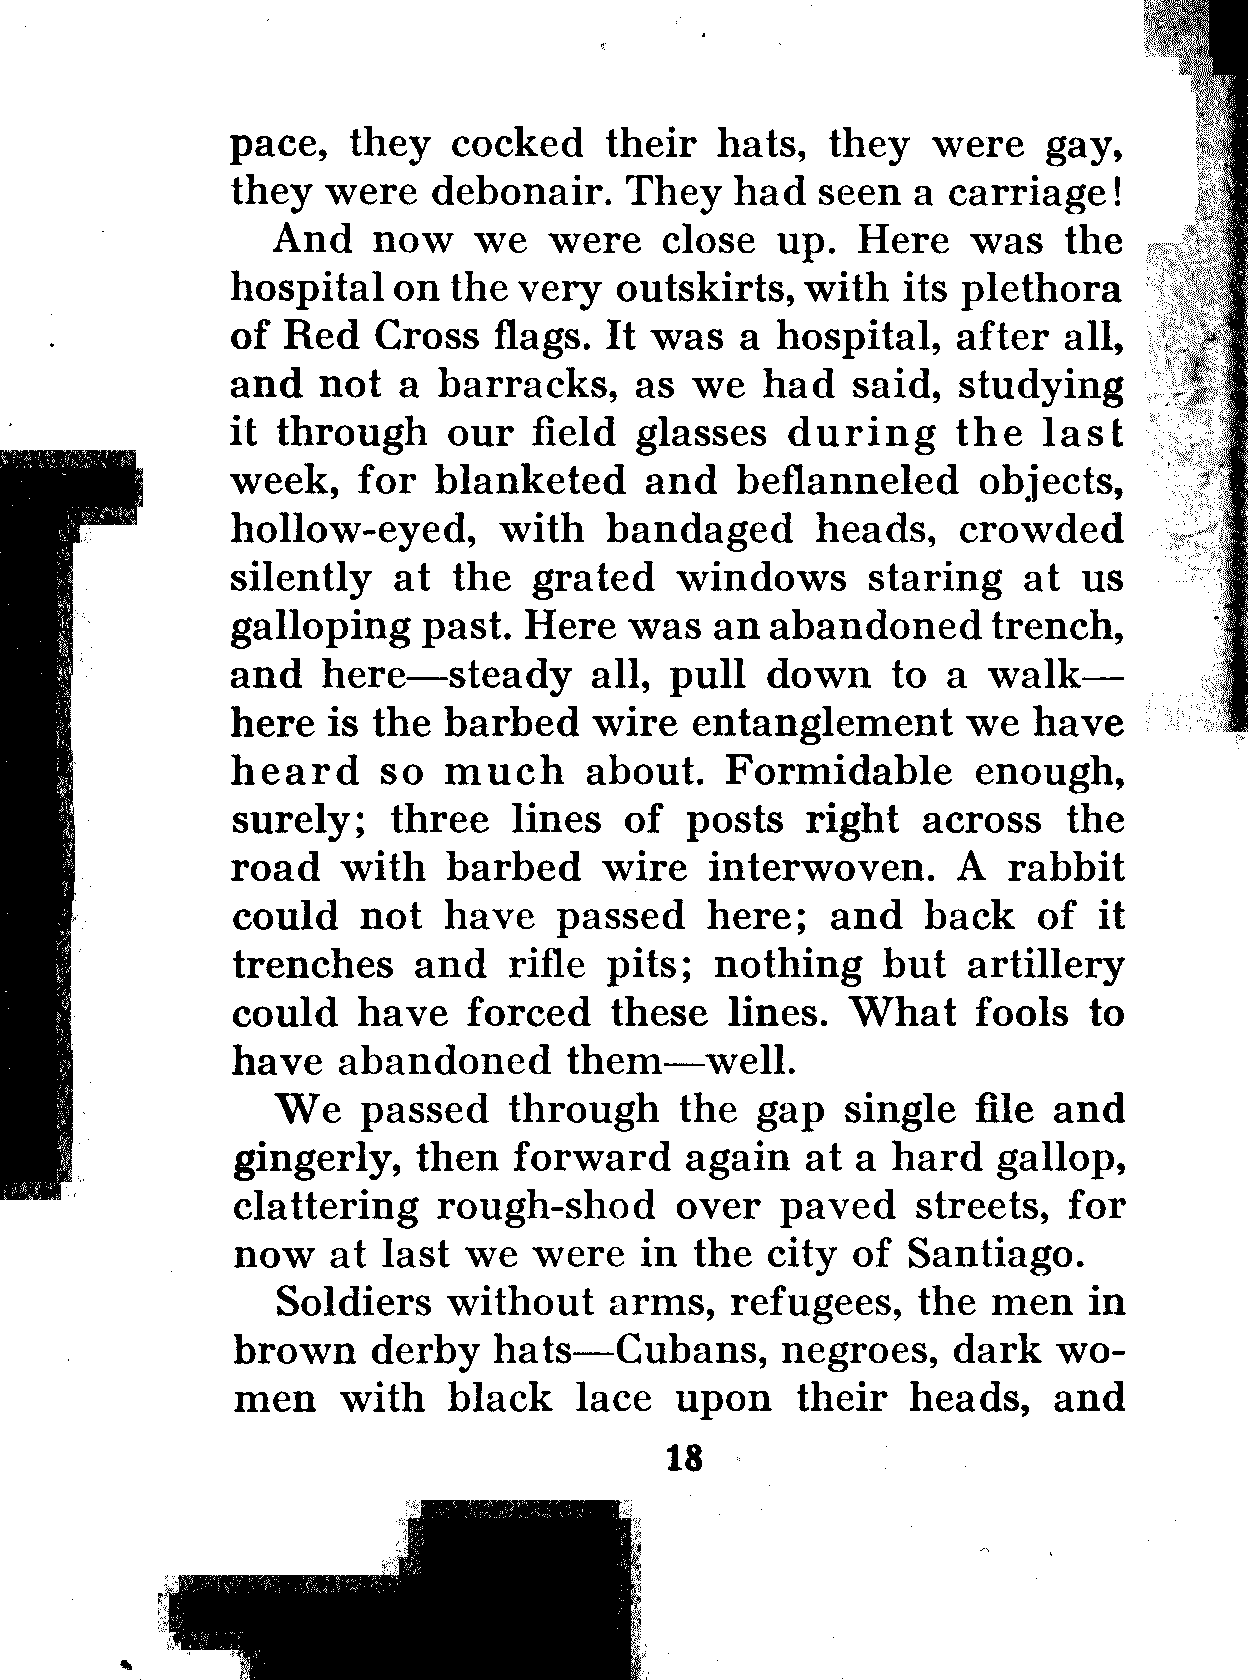 pace, they cocked their hats, they were gay,
they were debonair. They had seen a carriage!
And now we were close up. Here was the
hospital on the very outskirts, with its plethora
of Red Cross flags. It was a hospital, after all,
and not a barracks, as we had said, studying
it through our field glasses during the last
week, for blanketed and beflanneled objects,
hollow-eyed, with bandaged heads, crowded
silently at the grated windows staring at us
galloping past. Here was an abandoned trench,
and here—steady all, pull down to a walk—
here is the barbed wire entanglement we have
heard so much about. Formidable enough,
surely; three lines of posts right across the
road with barbed wire interwoven. A rabbit
could not have passed here; and back of it
trenches and rifle pits; nothing but artillery
could have forced these lines. What fools to
have abandoned them—well.
We passed through the gap single file and
gingerly, then forward again at a hard gallop,
clattering rough-shod over paved streets, for
now at last we were in the city of Santiago.
Soldiers without arms, refugees, the men in
brown derby hats—Cubans, negroes, dark wo-
men with black lace upon their heads, and
18